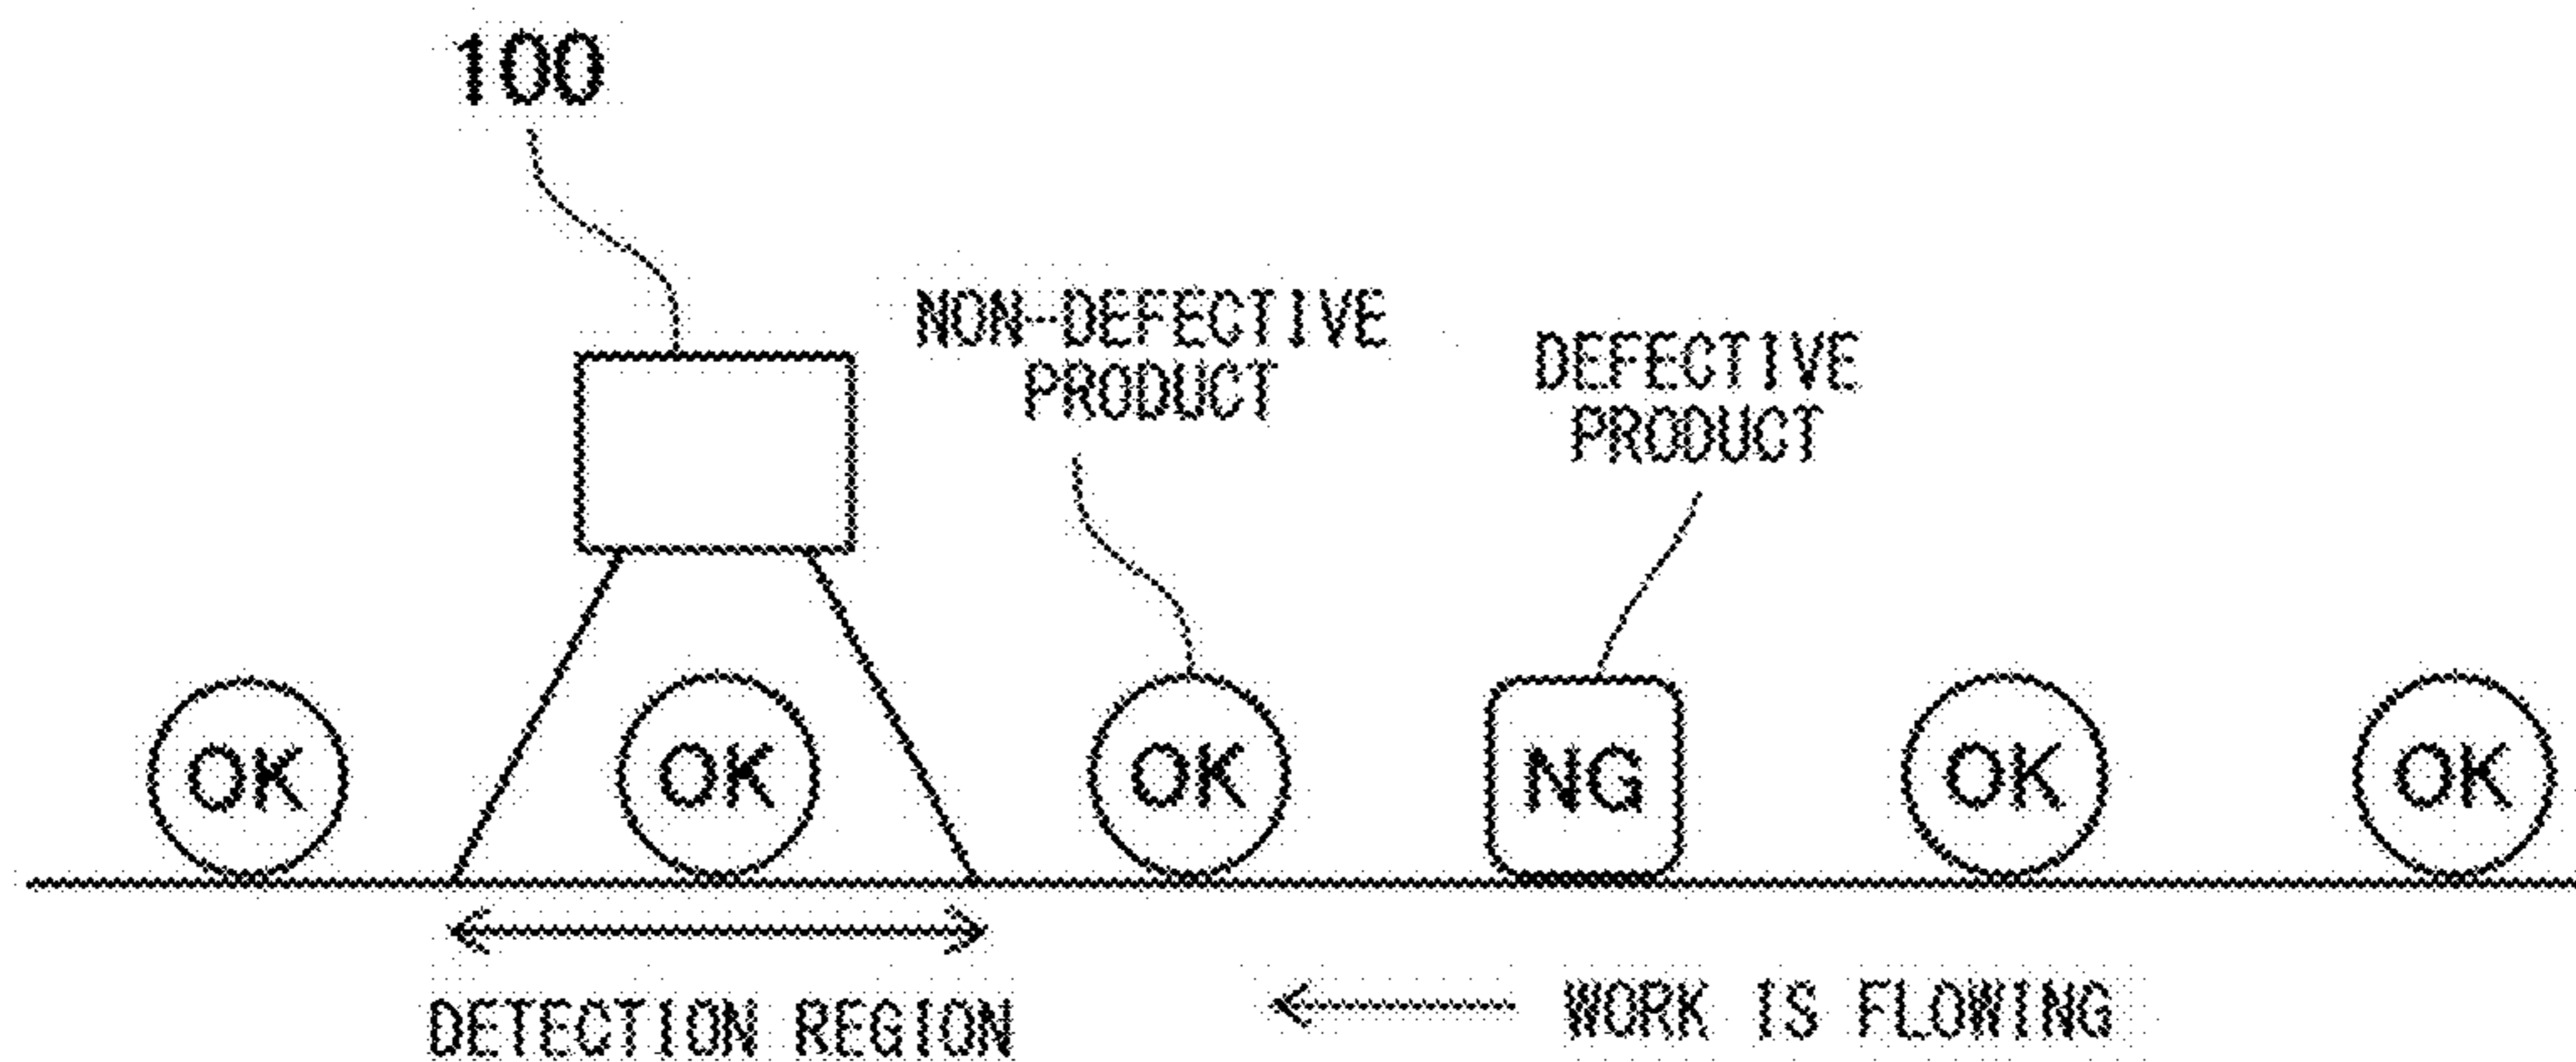 100
NON-DEFECTIVE
PRODUCT
DEFECTIVE
PRODUCT
OK
OK
OK
NG
OK
OK
DETECTION REGION
WORK IS FLOWING